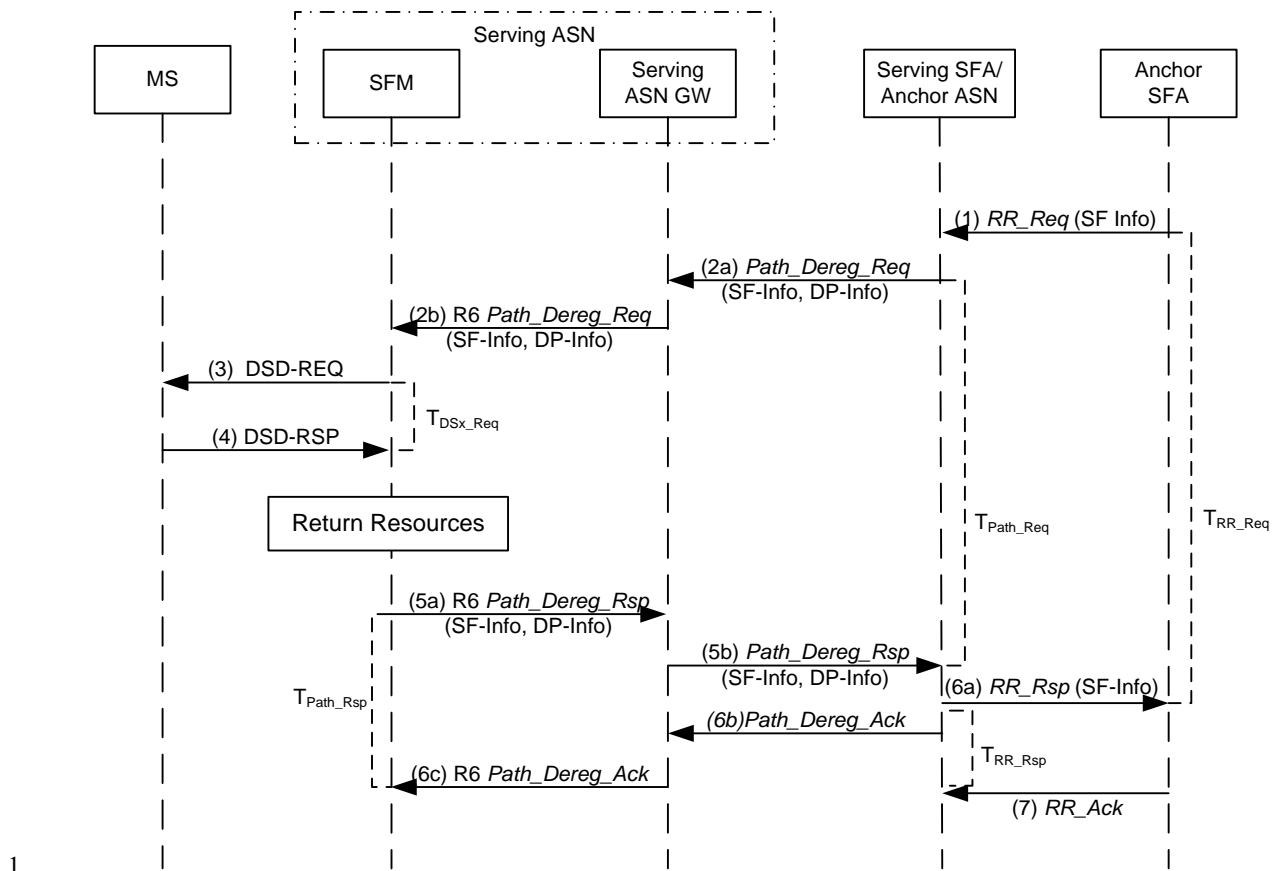 Serving ASN
MS
SFM
Serving
ASN GW
Serving SFA/
Anchor ASN
Anchor
SFA
(1) RR_Req (SF Info)
(2a) Path_Dereg_Req
(SF-Info, DP-Info)
(2b) R6 Path_Dereg_Req
(SF-Info, DP-Info)
(3) DSD-REQ
TDSx_Req
(4) DSD-RSP
Return Resources
TPath_Req
TRR_Req
(5a) R6 Path_Dereg_Rsp
(SF-Info, DP-Info)
(5b) Path_Dereg_Rsp
(SF-Info, DP-Info)
TPath_Rsp
(6a) RR_Rsp (SF-Info)
(6b)Path_Dereg_Ack
TRR_Rsp
(6c) R6 Path_Dereg_Ack
(7) RR_Ack
1